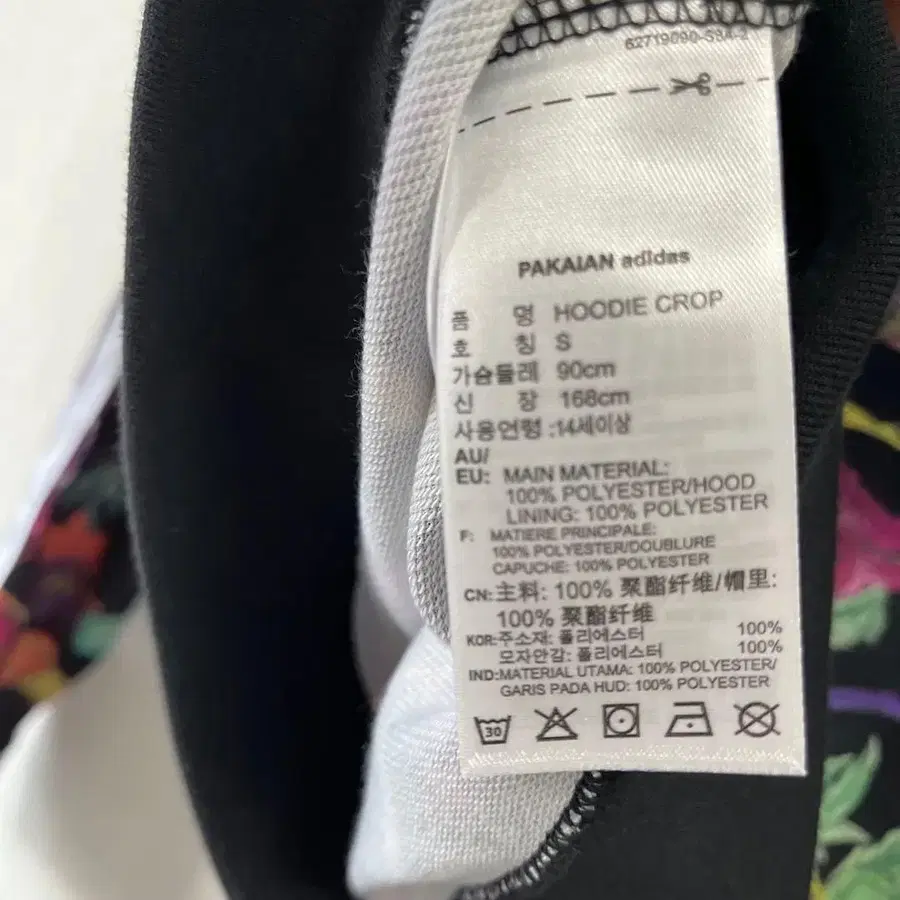 62719090-S84-2
PAKAIAN adidas
품 명 HOODIE CROP
호 칭 S
가슴둘레 90cm
신 장 168cm
사용연령 :14세이상
AU/
EU: MAIN MATERIAL:
100% POLYESTER/HOOD
LINING: 100% POLYESTER
F: MATIERE PRINCIPALE:
100% POLYESTER/DOUBLURE
CAPUCHE: 100% POLYESTER
CN: 主料: 100% 聚酯纤维/帽里:
100% 聚酯纤维
KOR:주소재: 폴리에스터 100%
모자안감: 폴리에스터 100%
IND:MATERIAL UTAMA: 100% POLYESTER/
GARIS PADA HUD: 100% POLYESTER
30